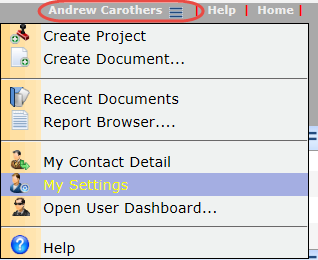 Andrew Carothers Help Home
Create Project
Create Document...
Recent Documents
Report Browser....
My Contact Detail
My Settings
Open User Dashboard...
Help